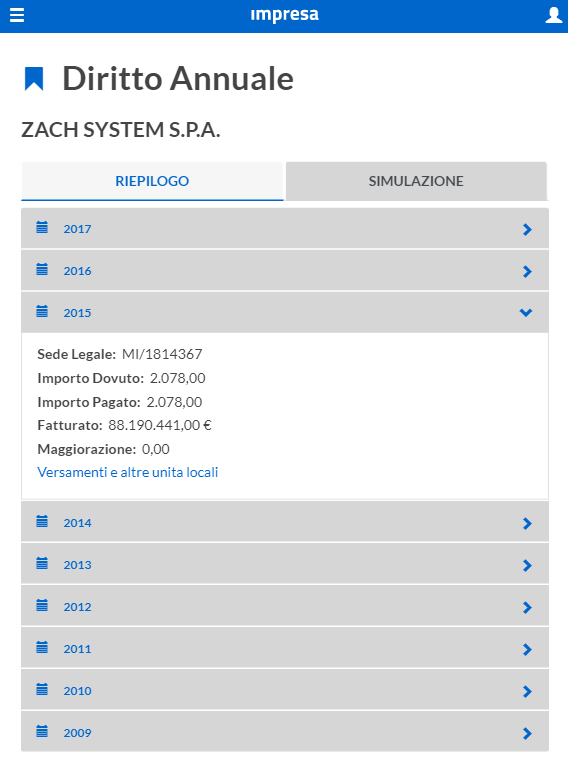 impresa
Diritto Annuale
ZACH SYSTEM S.P.A.
RIEPILOGO
SIMULAZIONE
2017
2016
2015
Sede Legale: MI/1814367
Importo Dovuto: 2.078,00
Importo Pagato: 2.078,00
Fatturato: 88.190.441,00 €
Maggiorazione: 0,00
Versamenti e altre unita locali
2014
2013
2012
2011
2010
2009